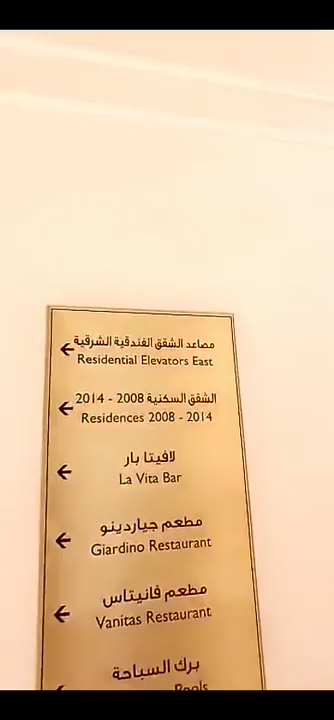 مصاعد الشقق الفندقية الشرقية
Residential Elevators East
الشقق السكنية 2008 - 2014
Residences 2008 - 2014
لافيتا بار
La Vita Bar
مطعم جياردينو
Giardino Restaurant
مطعم فانيتاس
Vanitas Restaurant
برك السباحة
Pools